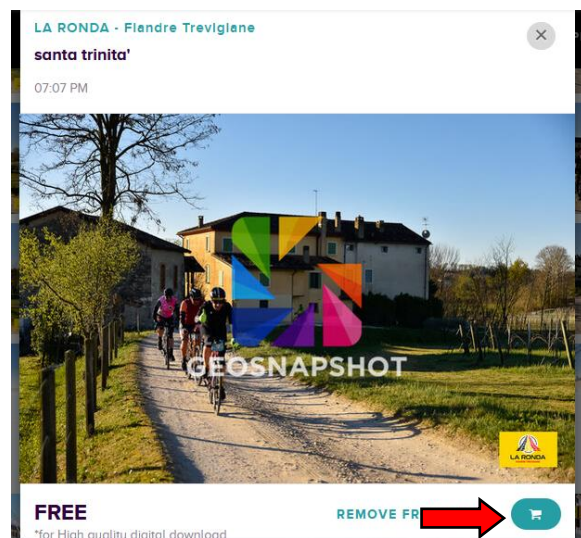 LA RONDA - Fiandre Trevigiane
santa trinita'
07:07 PM
GEOSNAPSHOT
LA RONDA
FREE
REMOVE FR
*for High quality digital download